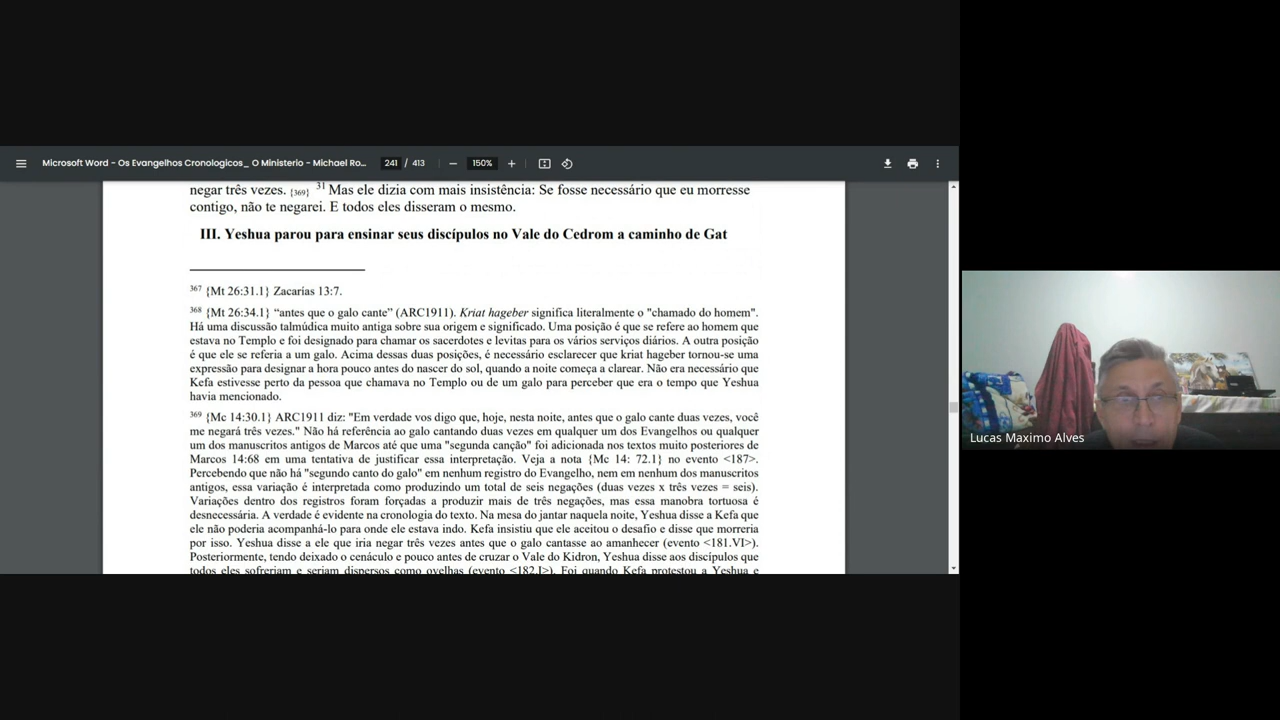 Microsoft Word - Os Evangelhos Cronologicos_ O Ministerio - Michael Ro...
241 / 413
150%
negar três vezes. {369} 31 Mas ele dizia com mais insistência: Se fosse necessário que eu morresse
contigo, não te negarei. E todos eles disseram o mesmo.
III. Yeshua parou para ensinar seus discípulos no Vale do Cedrom a caminho de Gat
367 {Mt 26:31.1} Zacarías 13:7.
368 {Mt 26:34.1} “antes que o galo cante” (ARC1911). Kriat hageber significa literalmente o "chamado do homem".
Há uma discussão talmúdica muito antiga sobre sua origem e significado. Uma posição é que se refere ao homem que
estava no Templo e foi designado para chamar os sacerdotes e levitas para os vários serviços diários. A outra posição
é que ele se referia a um galo. Acima dessas duas posições, é necessário esclarecer que kriat hageber tornou-se uma
expressão para designar a hora pouco antes do nascer do sol, quando a noite começa a clarear. Não era necessário que
Kefa estivesse perto da pessoa que chamava no Templo ou de um galo para perceber que era o tempo que Yeshua
havia mencionado.
369 {Mc 14:30.1} ARC1911 diz: "Em verdade vos digo que, hoje, nesta noite, antes que o galo cante duas vezes, você
me negará três vezes." Não há referência ao galo cantando duas vezes em qualquer um dos Evangelhos ou qualquer
um dos manuscritos antigos de Marcos até que uma "segunda canção" foi adicionada nos textos muito posteriores de
Marcos 14:68 em uma tentativa de justificar essa interpretação. Veja a nota {Mc 14: 72.1} no evento <187>.
Percebendo que não há "segundo canto do galo" em nenhum registro do Evangelho, nem em nenhum dos manuscritos
antigos, essa variação é interpretada como produzindo um total de seis negações (duas vezes x três vezes = seis).
Variações dentro dos registros foram forçadas a produzir mais de três negações, mas essa manobra tortuosa é
desnecessária. A verdade é evidente na cronologia do texto. Na mesa do jantar naquela noite, Yeshua disse a Kefa que
ele não poderia acompanhá-lo para onde ele estava indo. Kefa insistiu que ele aceitou o desafio e disse que morreria
por isso. Yeshua disse a ele que iria negar três vezes antes que o galo cantasse ao amanhecer (evento <181.VI>).
Posteriormente, tendo deixado o cenáculo e pouco antes de cruzar o Vale do Kidron, Yeshua disse aos discípulos que
todos eles sofreriam e seriam dispersos como ovelhas (evento <182.I>). Foi quando Kefa protestou a Yeshua e
Lucas Maximo Alves